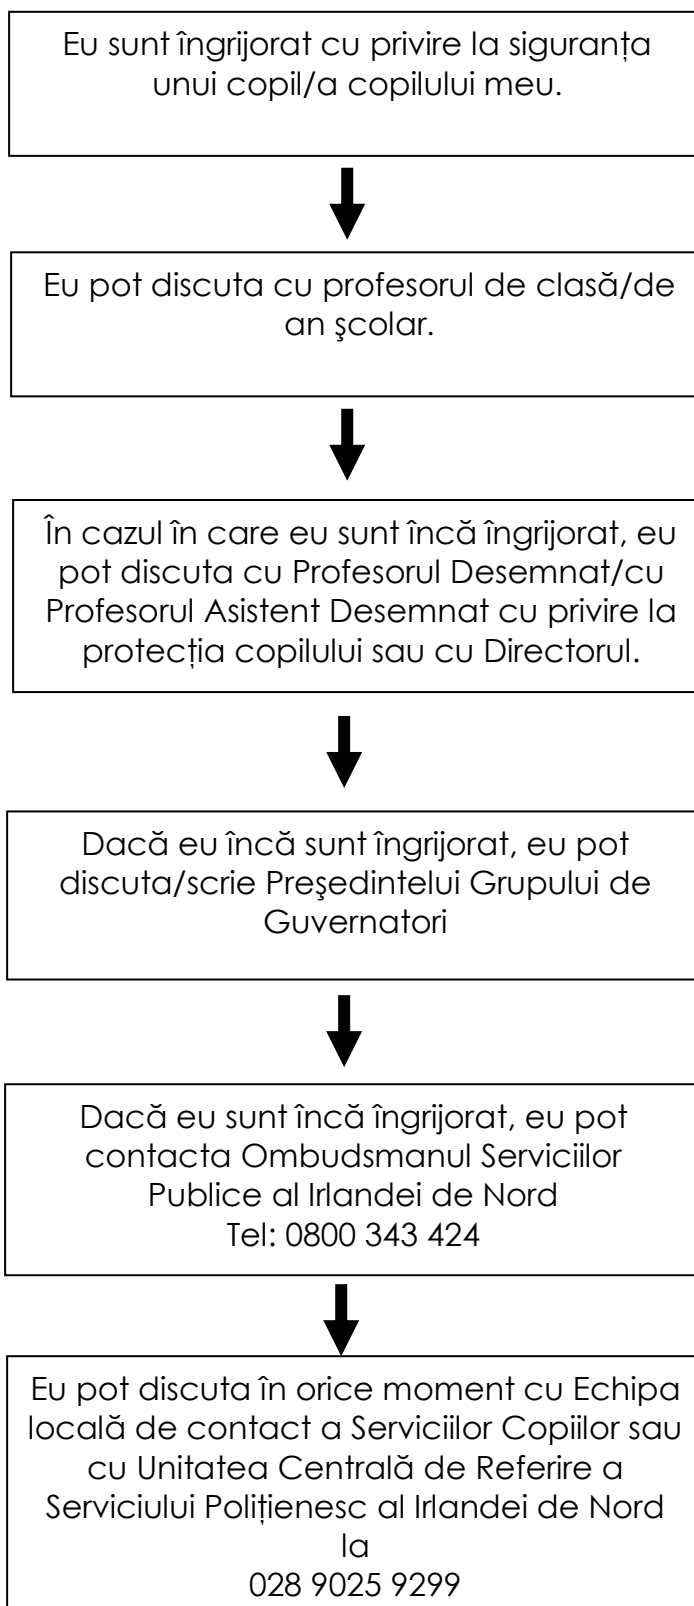 Eu sunt îngrijorat cu privire la siguranța
unui copil/a copilului meu.
Eu pot discuta cu profesorul de clasă/de
an şcolar.
În cazul în care eu sunt încă îngrijorat, eu
pot discuta cu Profesorul Desemnat/cu
Profesorul Asistent Desemnat cu privire la
protecția copilului sau cu Directorul.
Dacă eu încă sunt îngrijorat, eu pot
discuta/scrie Preşedintelui Grupului de
Guvernatori
Dacă eu sunt încă îngrijorat, eu pot
contacta Ombudsmanul Serviciilor
Publice al Irlandei de Nord
Tel: 0800 343 424
Eu pot discuta în orice moment cu Echipa
locală de contact a Serviciilor Copiilor sau
cu Unitatea Centrală de Referire a
Serviciului Polițienesc al Irlandei de Nord
la
028 9025 9299